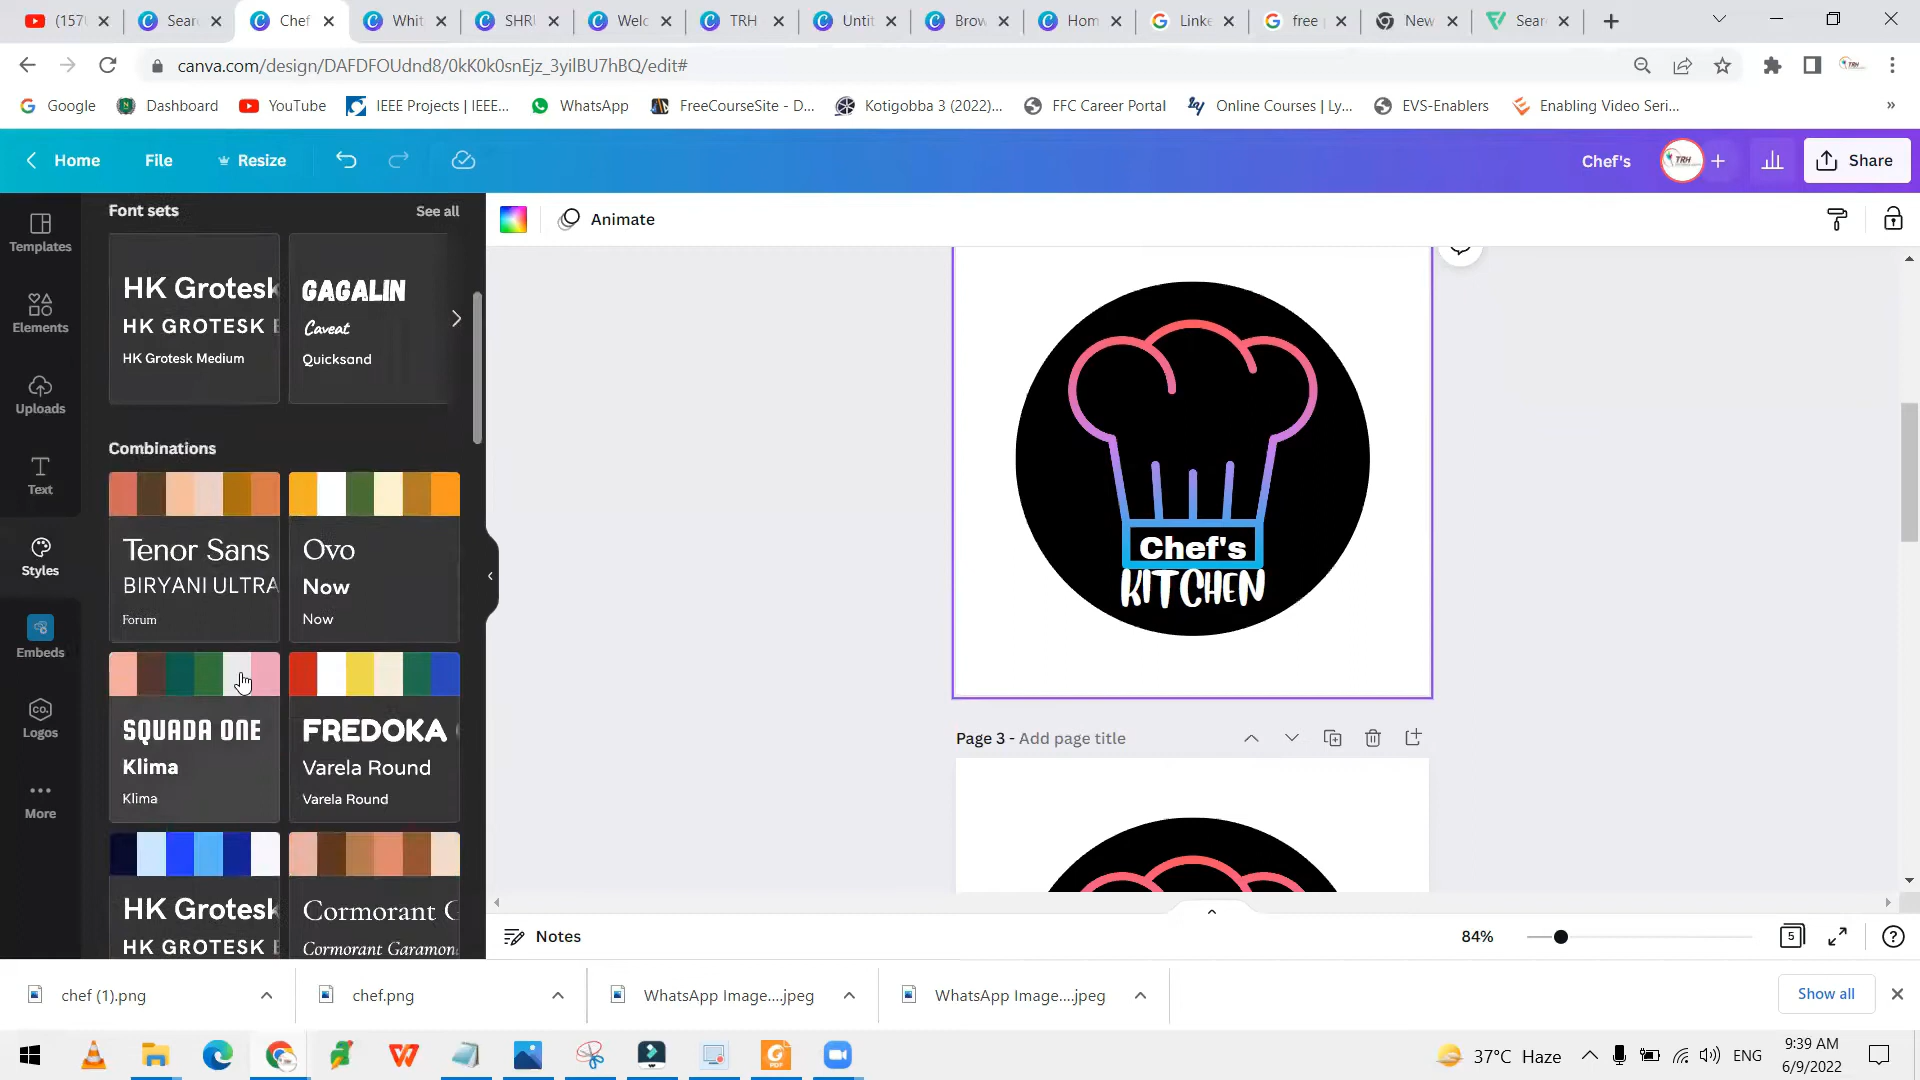 (157
Sear
Chef
Whit
SHRI
Welc
TRH
Untit
Brow
Hom
Linke
free
New
Sear
canva.com/design/DAFDFOUdnd8/0kK0k0snEjz_3yilBU7hBQ/edit#
Google
Dashboard
YouTube
IEEE Projects | IEEE...
WhatsApp
FreeCourseSite - D...
Kotigobba 3 (2022)...
FFC Career Portal
Online Courses | Ly...
EVS-Enablers
Enabling Video Seri...
Home
File
Resize
Chef's
TRH
Share
Templates
Elements
Uploads
Text
Styles
Embeds
Logos
More
Font sets
See all
HK Grotesk
HK GROTESK
HK Grotesk Medium
GAGALIN
Caveat
Quicksand
Combinations
Tenor Sans
BIRYANI ULTRA
Forum
Ovo
Now
Now
SQUADA ONE
Klima
Klima
FREDOKA
Varela Round
Varela Round
HK Grotesk
HK GROTESK
Cormorant G
Cormorant Garamon
Animate
Chef's
KITCHEN
Page 3 - Add page title
Notes
84%
5
chef (1).png
chef.png
WhatsApp Image....jpeg
WhatsApp Image....jpeg
Show all
37°C Haze
ENG
9:39 AM
6/9/2022